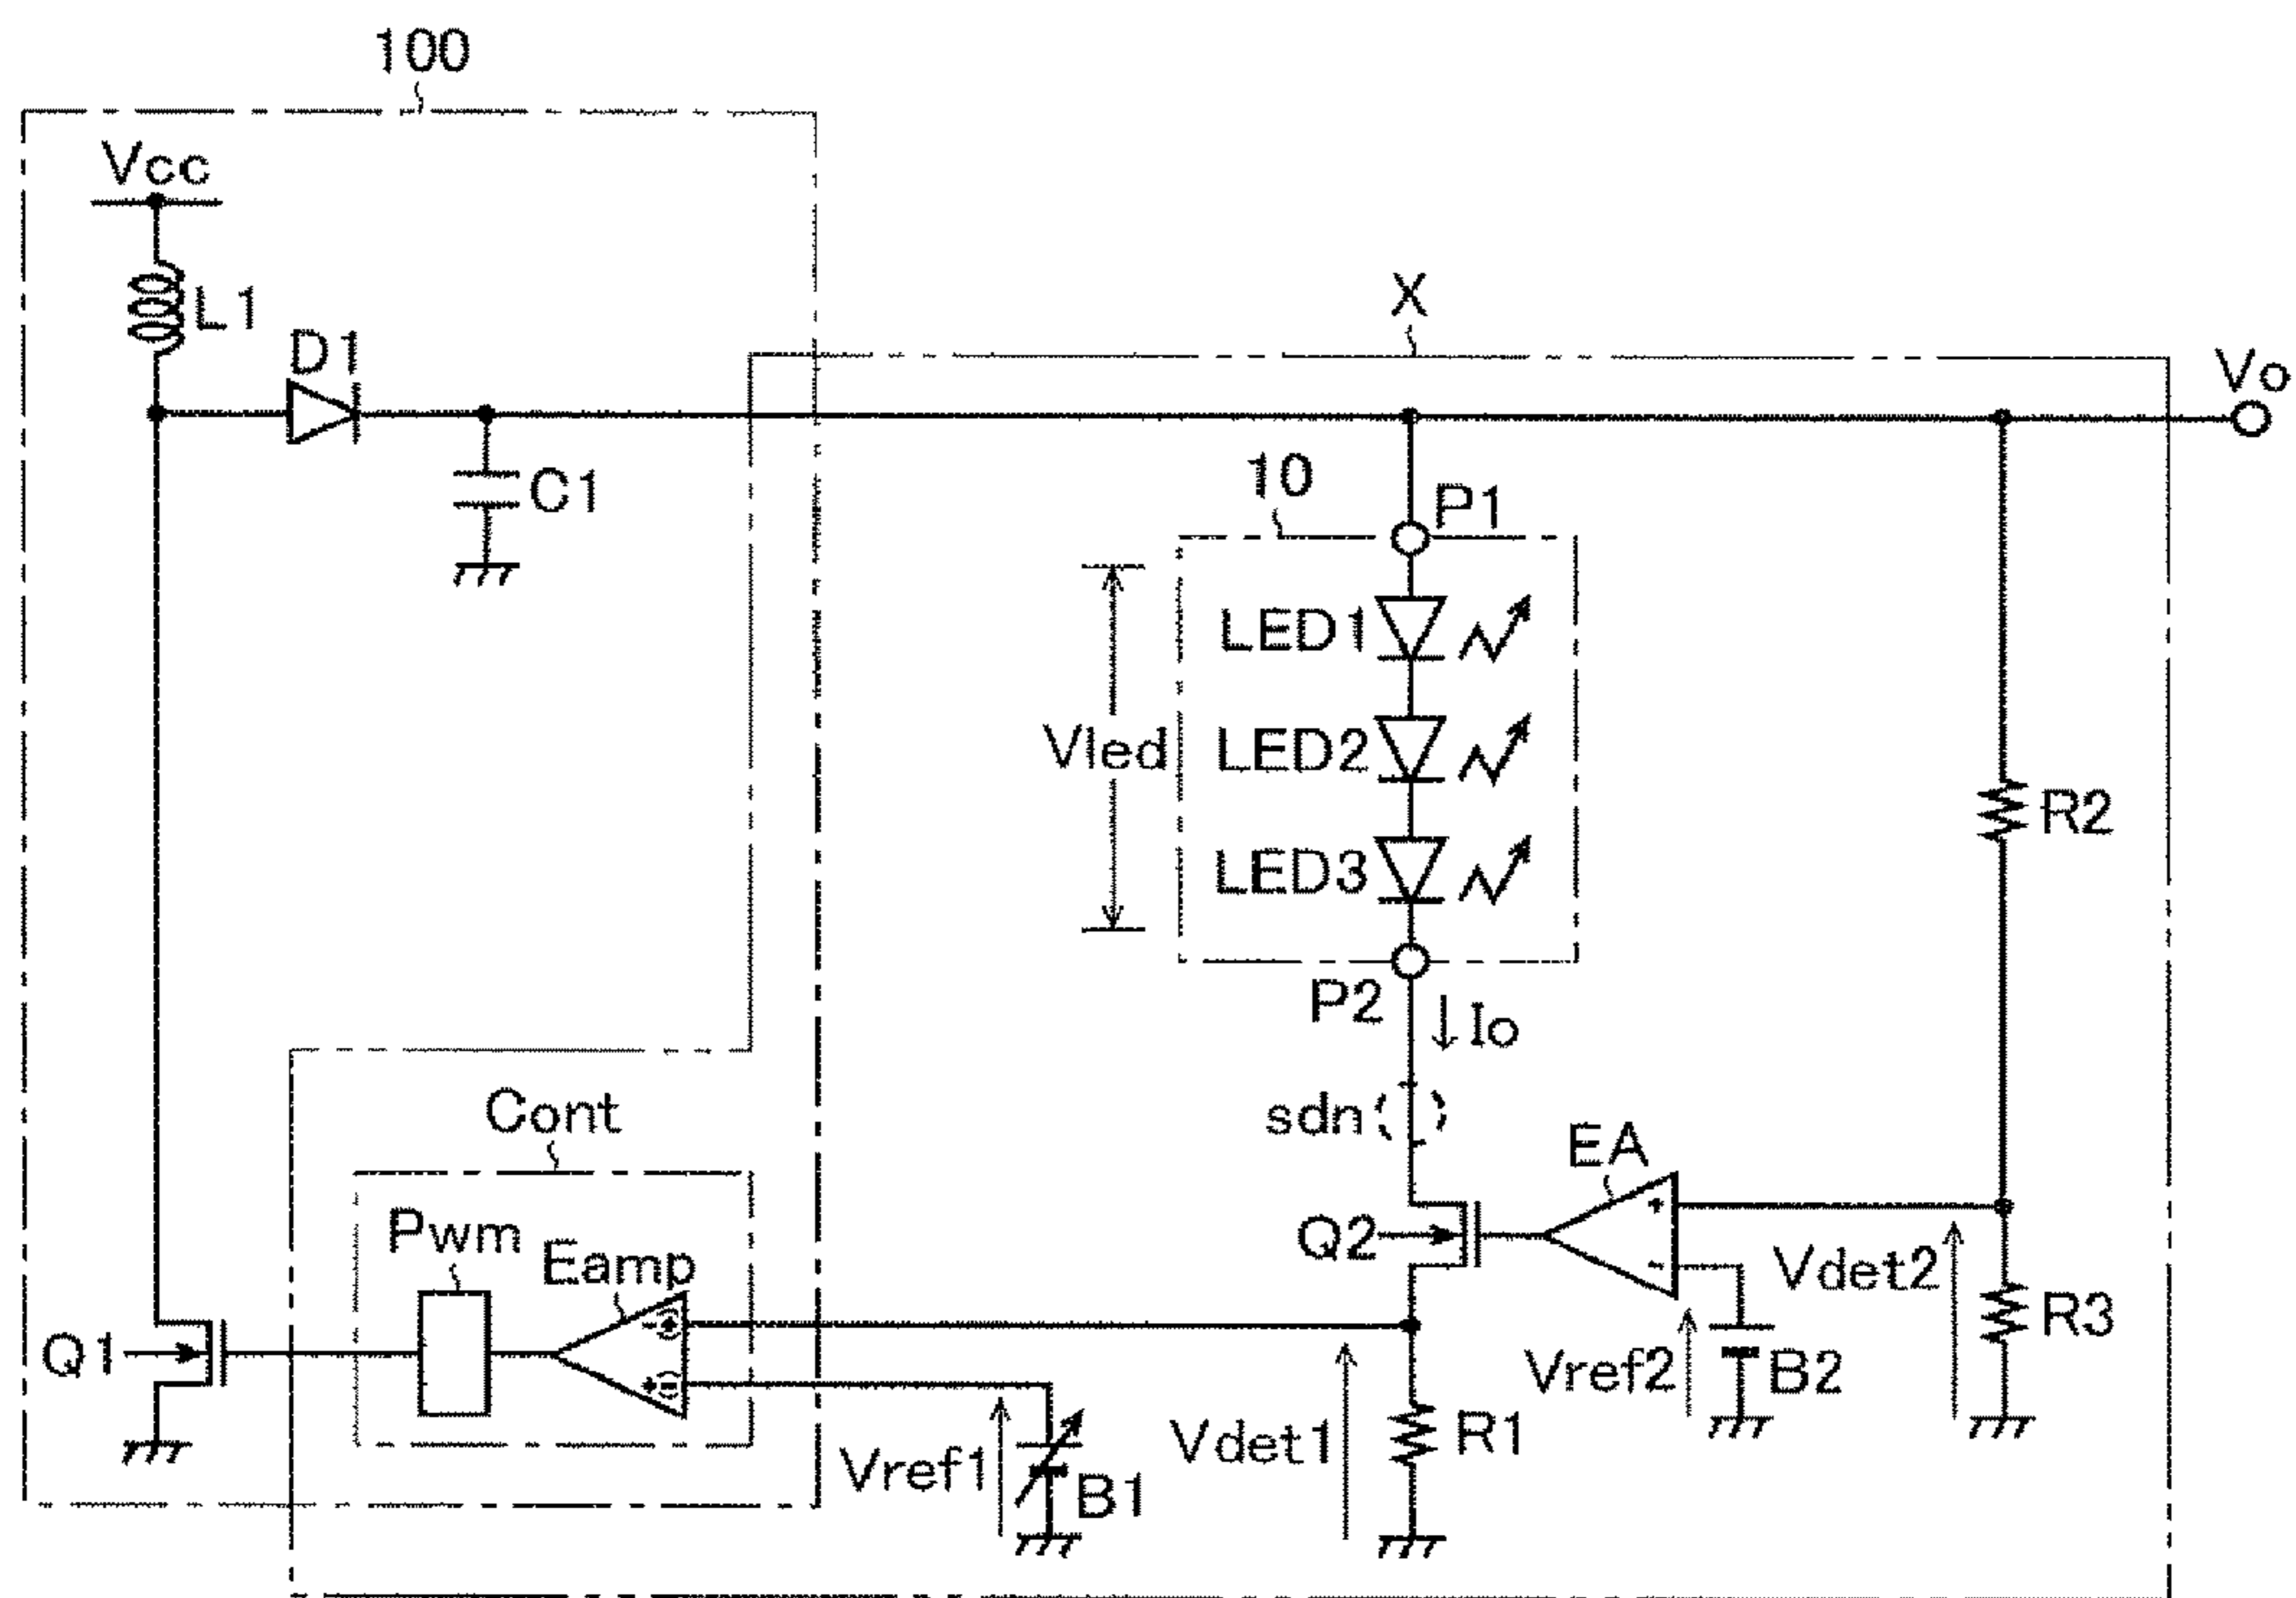 100
Vcc
L1
D1
C1
X
Vo
10
P1
LED1
Vled
LED2
LED3
R2
P2
Io
sdn
Cont
Pwm
Eamp
-(+)
+(-)
Q1
EA
+
-
Q2
Vdet2
R3
Vref2
B2
Vref1
B1
Vdet1
R1